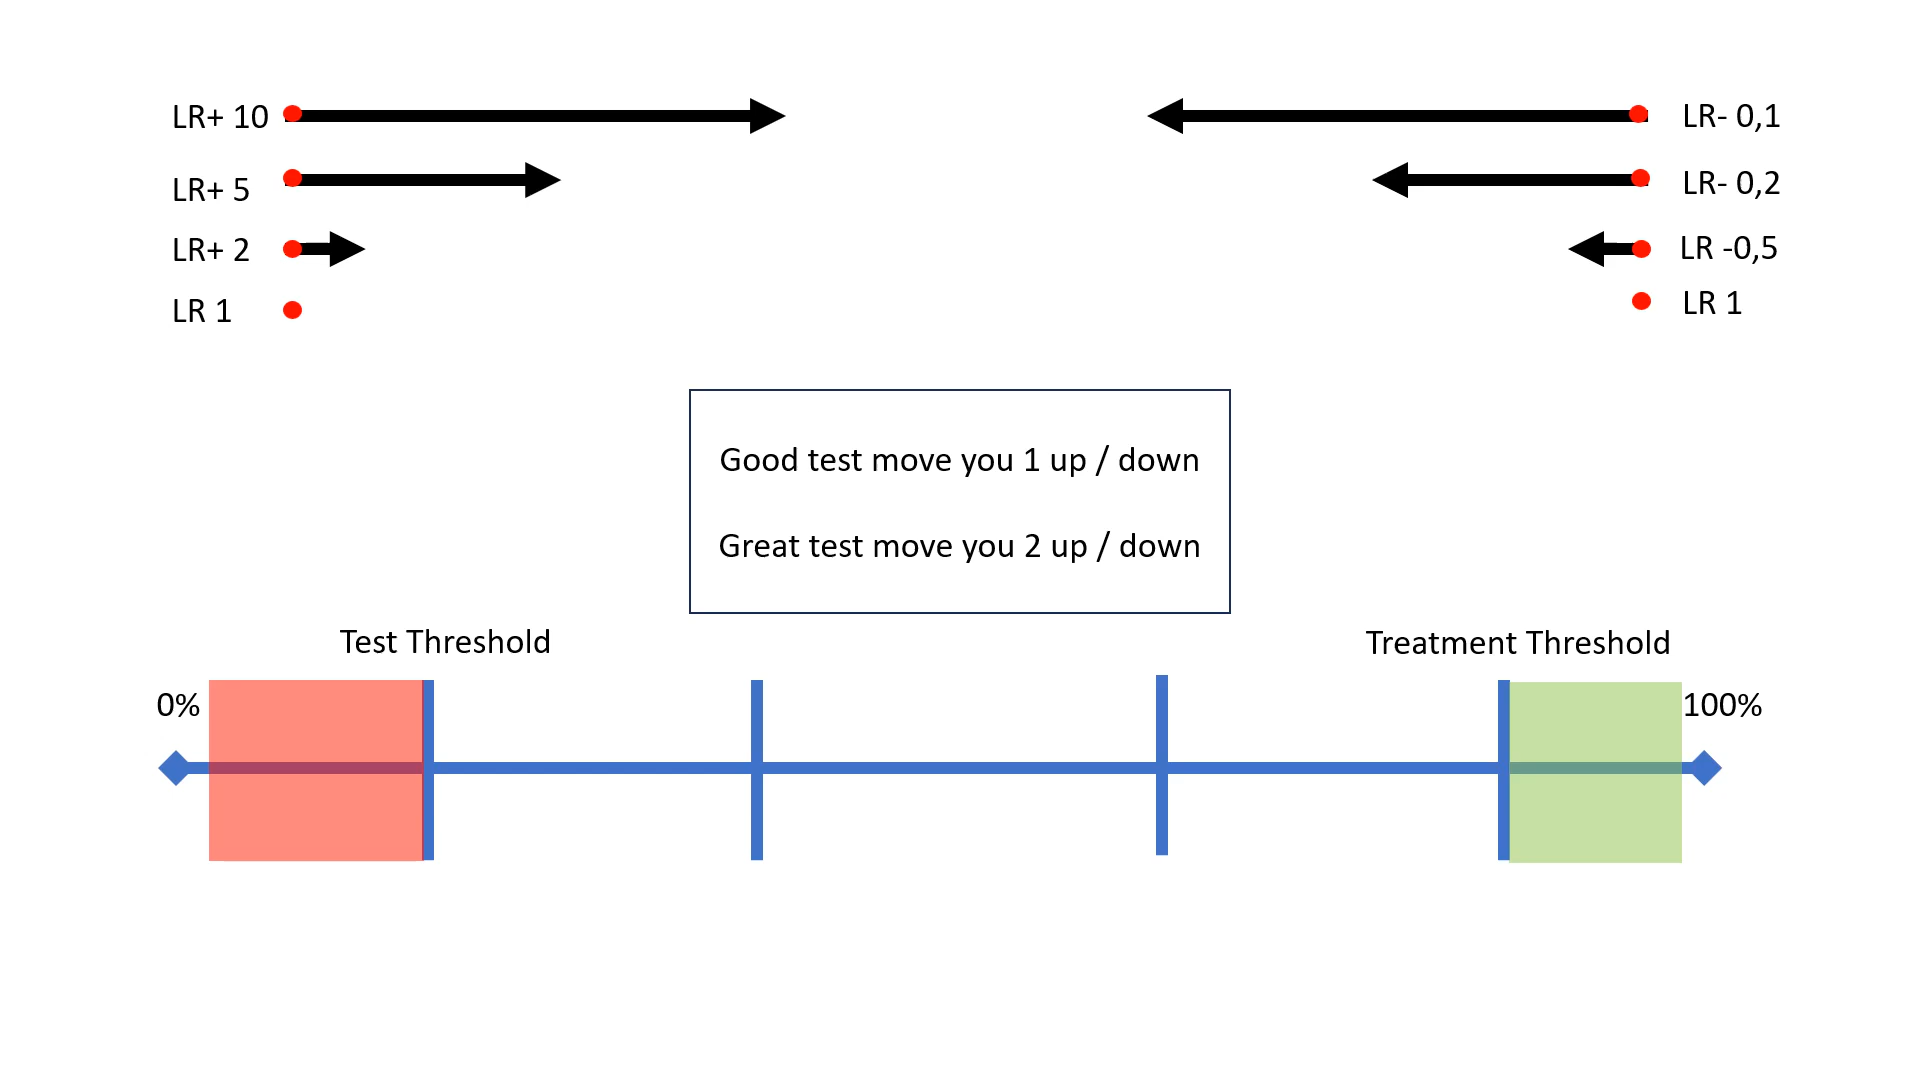 LR+ 10
LR- 0,1
LR+ 5
LR- 0,2
LR+ 2
LR -0,5
LR 1
LR 1
Good test move you 1 up / down
Great test move you 2 up / down
Test Threshold
Treatment Threshold
0%
100%